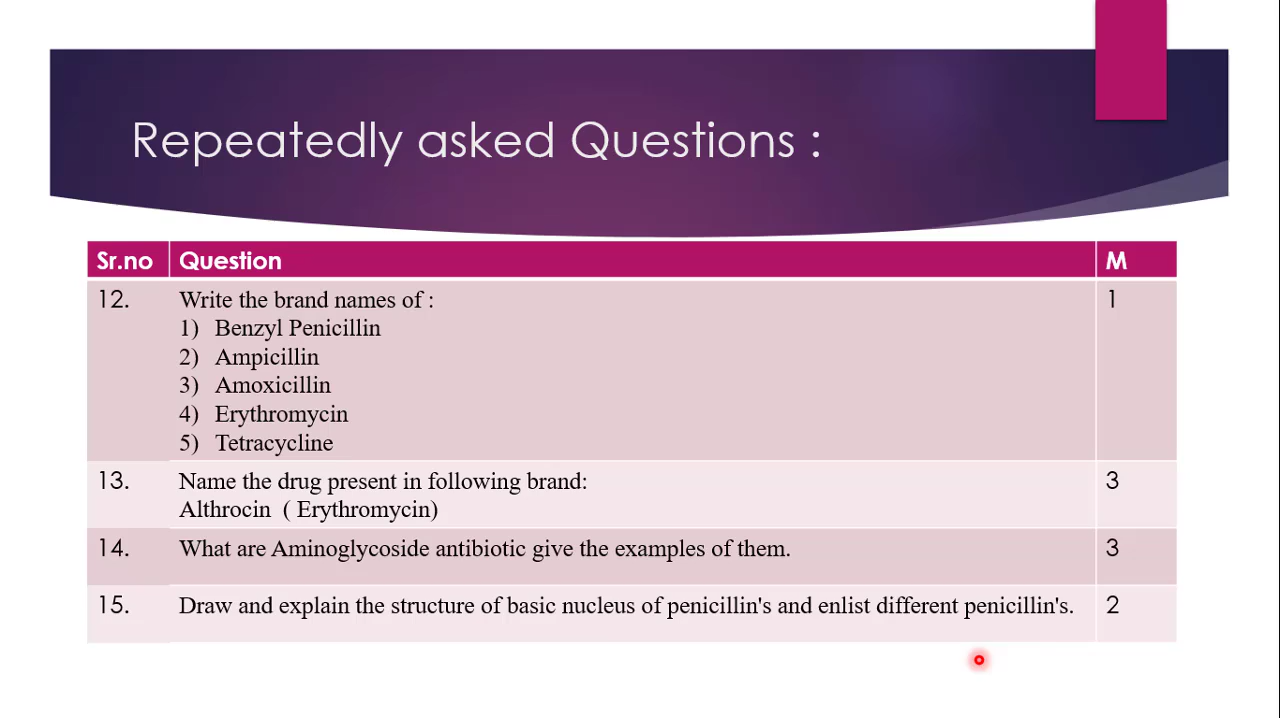 Repeatedly asked Questions :
Sr.no Question M
12. Write the brand names of : 1
1) Benzyl Penicillin
2) Ampicillin
3) Amoxicillin
4) Erythromycin
5) Tetracycline
13. Name the drug present in following brand: 3
Althrocin ( Erythromycin)
14. What are Aminoglycoside antibiotic give the examples of them. 3
15. Draw and explain the structure of basic nucleus of penicillin's and enlist different penicillin's. 2